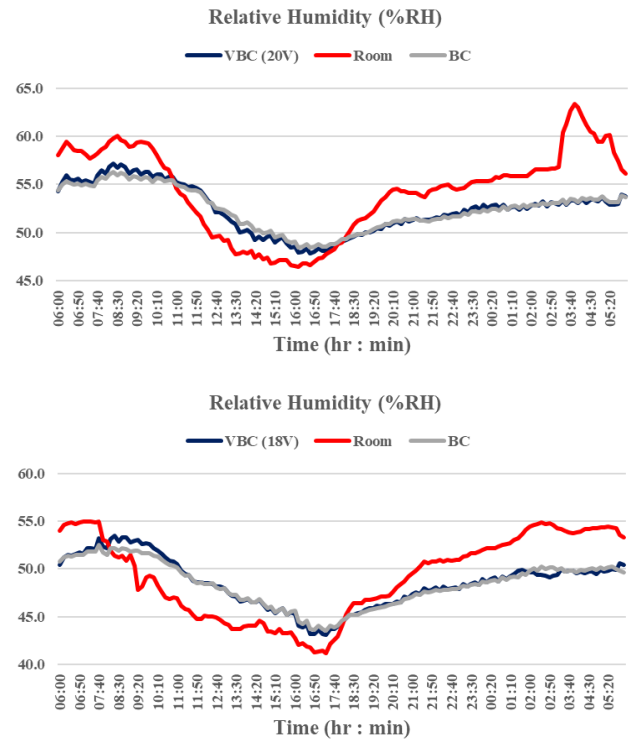 Relative Humidity (%RH)
VBC (20V) Room BC
65.0
60.0
55.0
50.0
45.0
06:00 06:50 07:40 08:30 09:20 10:10 11:00 11:50 12:40 13:30 14:20 15:10 16:00 16:50 17:40 18:30 19:20 20:10 21:00 21:50 22:40 23:30 00:20 01:10 02:00 02:50 03:40 04:30 05:20
Time (hr : min)
Relative Humidity (%RH)
VBC (18V) Room BC
60.0
55.0
50.0
45.0
40.0
06:00 06:50 07:40 08:30 09:20 10:10 11:00 11:50 12:40 13:30 14:20 15:10 16:00 16:50 17:40 18:30 19:20 20:10 21:00 21:50 22:40 23:30 00:20 01:10 02:00 02:50 03:40 04:30 05:20
Time (hr : min)